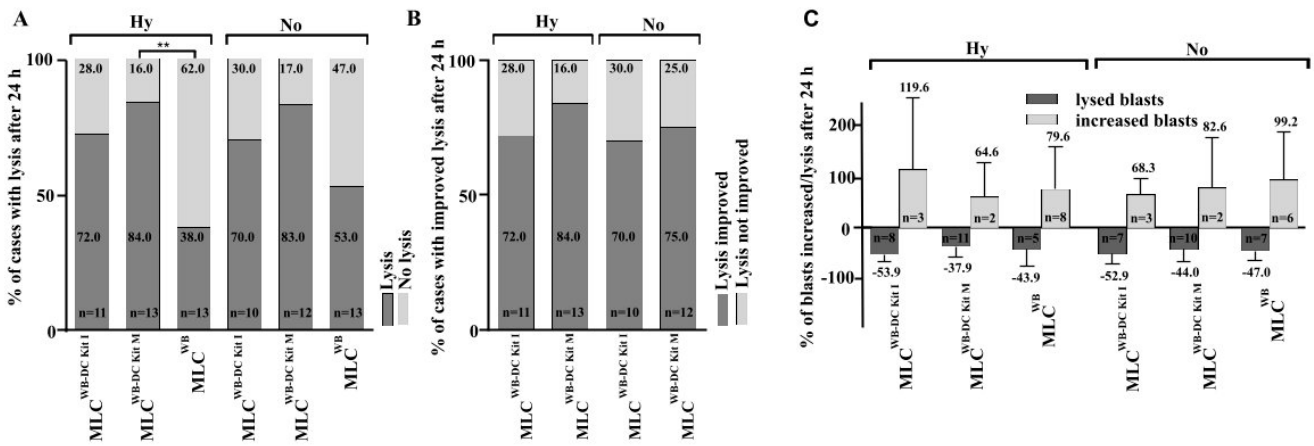 A
Hy
No
**
% of cases with lysis after 24 h
100
50
0
28.0
16.0
62.0
30.0
17.0
47.0
72.0
84.0
38.0
70.0
83.0
53.0
n=11
n=13
n=13
n=10
n=12
n=13
MLC WB-DC Kit I
MLC WB-DC Kit M
MLC WB
MLC WB-DC Kit I
MLC WB-DC Kit M
MLC WB
Lysis
No lysis
B
Hy
No
% of cases with improved lysis after 24 h
100
50
0
28.0
16.0
30.0
25.0
72.0
84.0
70.0
75.0
n=11
n=13
n=10
n=12
MLC WB-DC Kit I
MLC WB-DC Kit M
MLC WB-DC Kit I
MLC WB-DC Kit M
Lysis improved
Lysis not improved
C
Hy
No
% of blasts increased/lysis after 24 h
200
100
0
-100
lysed blasts
increased blasts
119.6
64.6
79.6
68.3
82.6
99.2
n=3
n=2
n=8
n=3
n=2
n=6
n=8
n=11
n=5
n=7
n=10
n=7
-53.9
-37.9
-43.9
-52.9
-44.0
-47.0
MLC WB-DC Kit I
MLC WB-DC Kit M
MLC WB
MLC WB-DC Kit I
MLC WB-DC Kit M
MLC WB